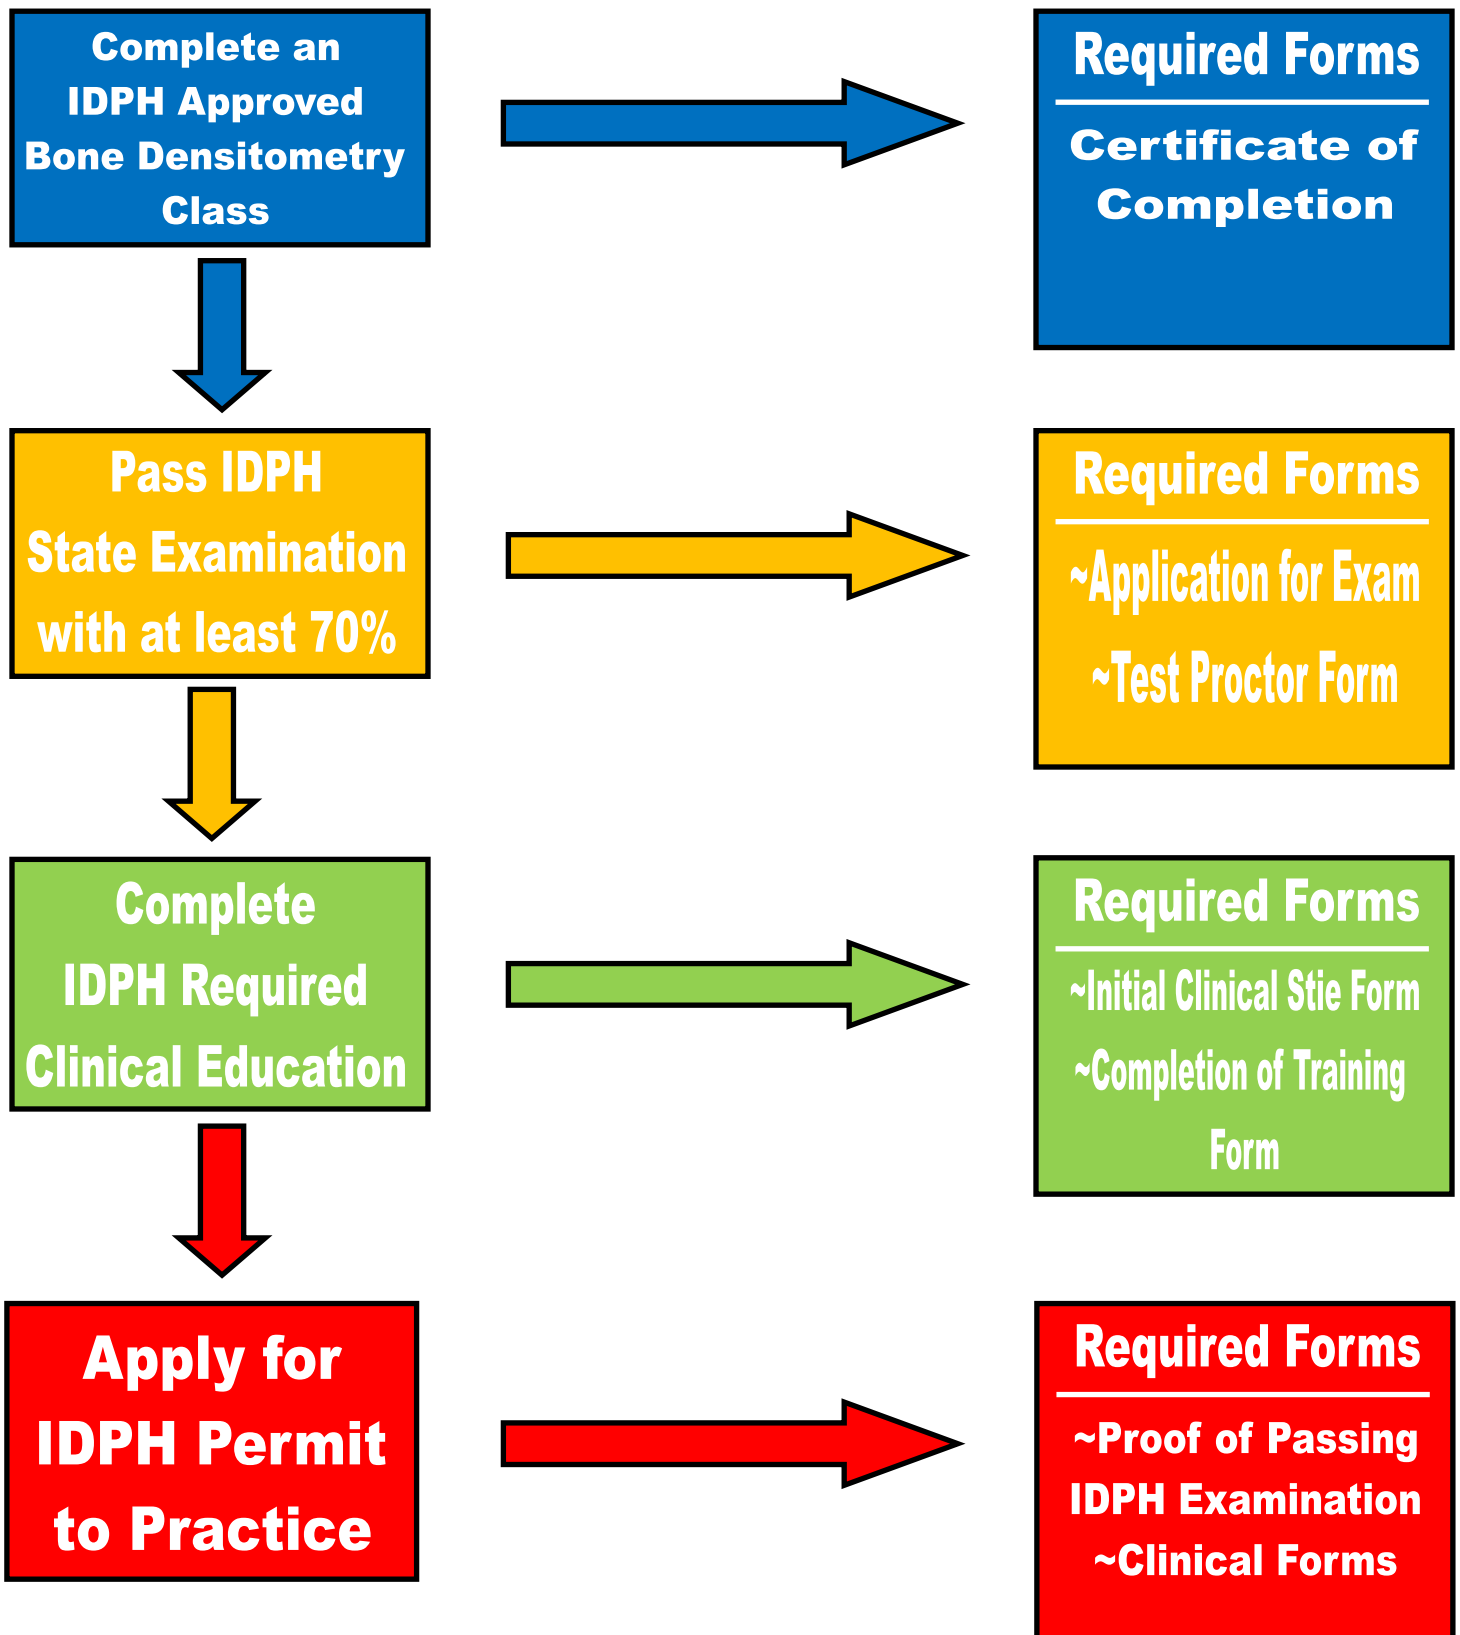 Complete an
IDPH Approved
Bone Densitometry
Class
Required Forms
Certificate of
Completion
Pass IDPH
State Examination
with at least 70%
Required Forms
~Application for Exam
~Test Proctor Form
Complete
IDPH Required
Clinical Education
Required Forms
~Initial Clinical Stie Form
~Completion of Training
Form
Apply for
IDPH Permit
to Practice
Required Forms
~Proof of Passing
IDPH Examination
~Clinical Forms